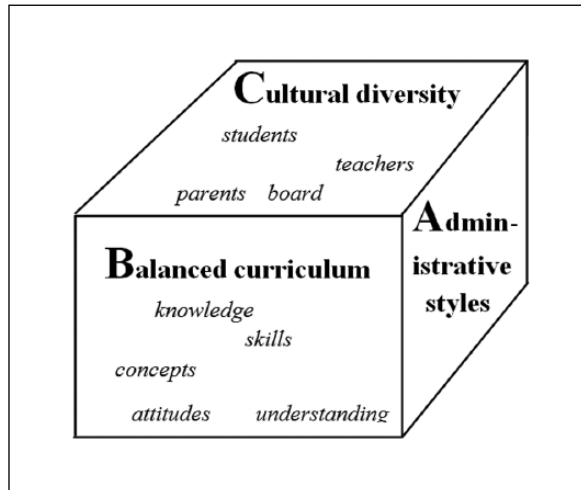 Cultural diversity
students
teachers
parents board
Admin-
istrative
styles
Balanced curriculum
knowledge
skills
concepts
attitudes understanding